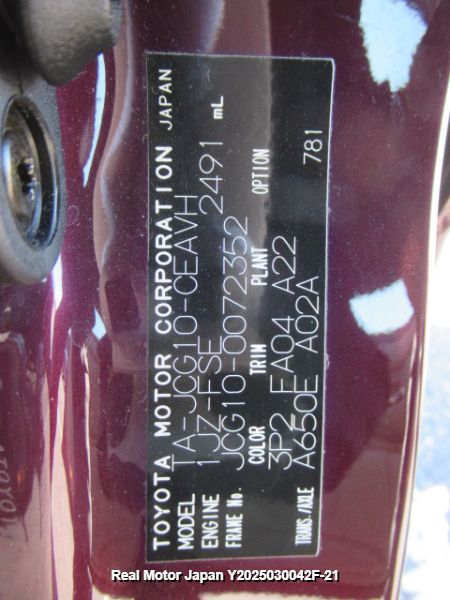 TOYOTA MOTOR CORPORATION JAPAN
MODEL TA-JCG10-CEAVH
ENGINE 1JZ-FSE 2491 mL
FRAME No. JCG10-0072352
COLOR TRIM PLANT OPTION
3P2 FA04 A22 781
TRANS./AXLE A650E A02A
Real Motor Japan Y2025030042F-21